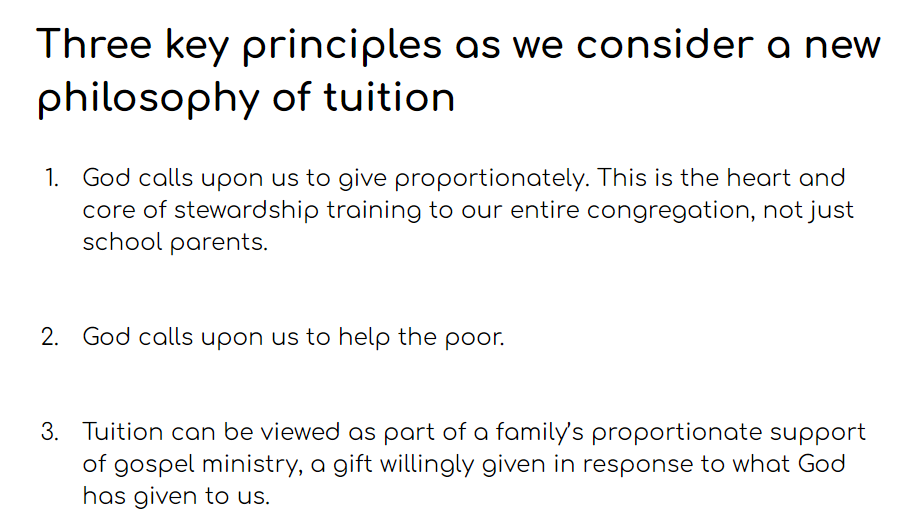 Three key principles as we consider a new
philosophy of tuition
1. God calls upon us to give proportionately. This is the heart and
core of stewardship training to our entire congregation, not just
school parents.
2. God calls upon us to help the poor.
3. Tuition can be viewed as part of a family’s proportionate support
of gospel ministry, a gift willingly given in response to what God
has given to us.